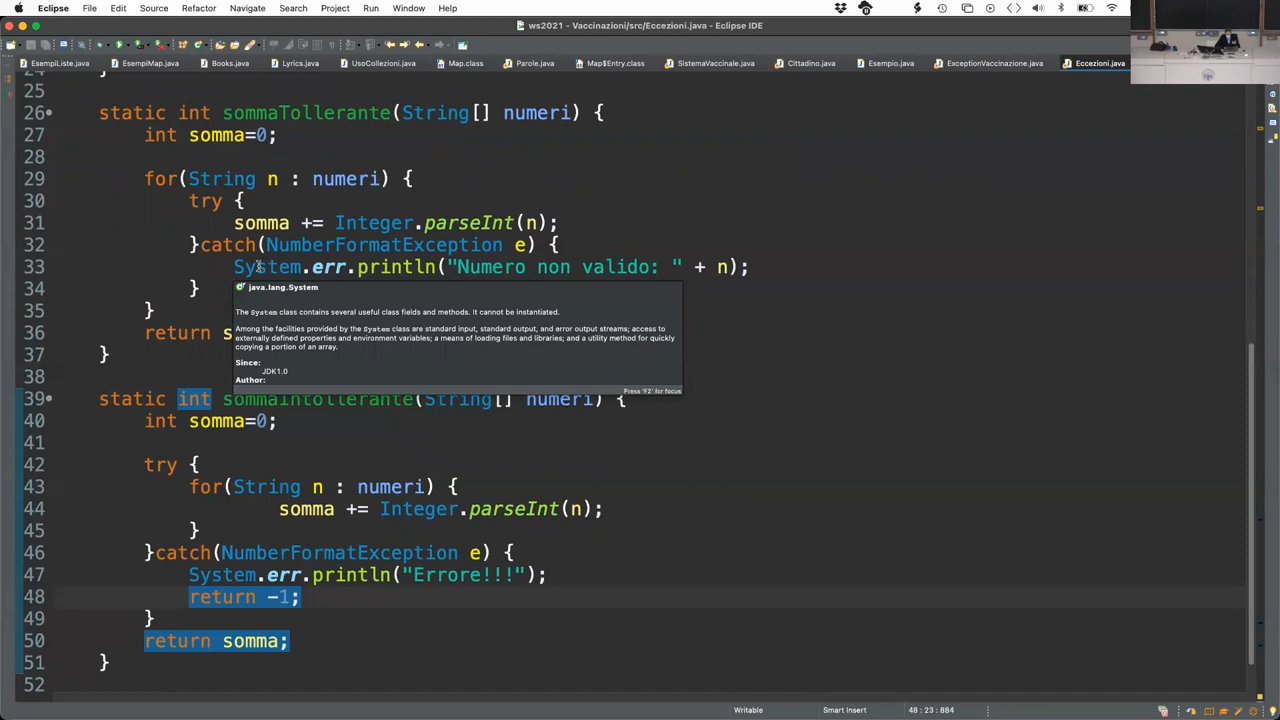 Eclipse File Edit Source Refactor Navigate Search Project Run Window Help
ws2021 - Vaccinazioni/src/Eccezioni.java - Eclipse IDE
EsempiListe.java EsempiMap.java Books.java Lyrics.java UsoCollezioni.java Map.class Parole.java Map$Entry.class SistemaVaccinale.java Cittadino.java Esempio.java ExceptionVaccinazione.java Eccezioni.java
24 }
25
26 static int sommaTollerante(String[] numeri) {
27 int somma=0;
28
29 for(String n : numeri) {
30 try {
31 somma += Integer.parseInt(n);
32 }catch(NumberFormatException e) {
33 System.err.println("Numero non valido: " + n);
34 }
35 }
36 return s
37 }
38
java.lang.System
The System class contains several useful class fields and methods. It cannot be instantiated.
Among the facilities provided by the System class are standard input, standard output, and error output streams; access to
externally defined properties and environment variables; a means of loading files and libraries; and a utility method for quickly
copying a portion of an array.
Since:
JDK1.0
Author:
Press 'F2' for focus
39 static int sommaIntollerante(String[] numeri) {
40 int somma=0;
41
42 try {
43 for(String n : numeri) {
44 somma += Integer.parseInt(n);
45 }
46 }catch(NumberFormatException e) {
47 System.err.println("Errore!!!");
48 return -1;
49 }
50 return somma;
51 }
52
Writable Smart Insert 48 : 23 : 884